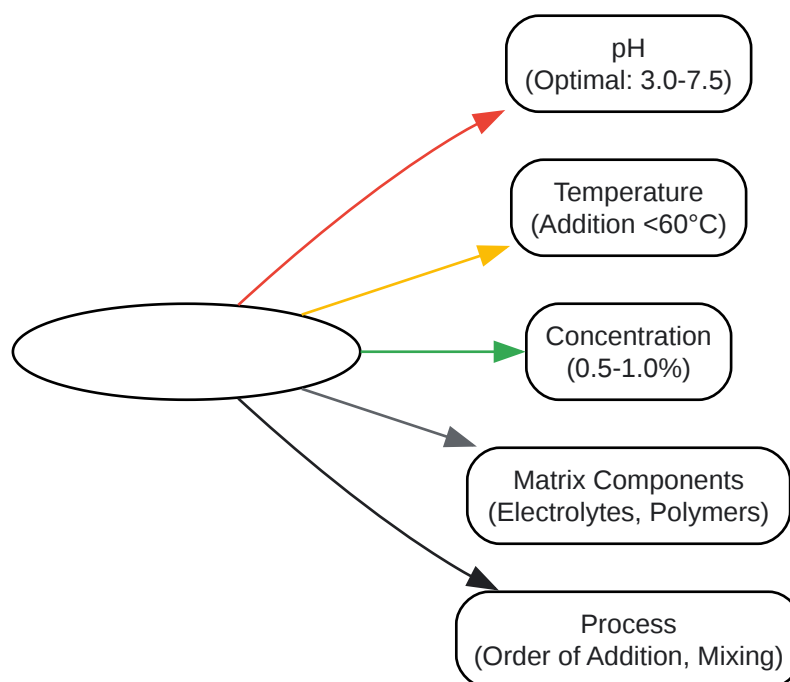 pH
(Optimal: 3.0-7.5)
Temperature
(Addition <60°C)
Concentration
(0.5-1.0%)
Matrix Components
(Electrolytes, Polymers)
Process
(Order of Addition, Mixing)